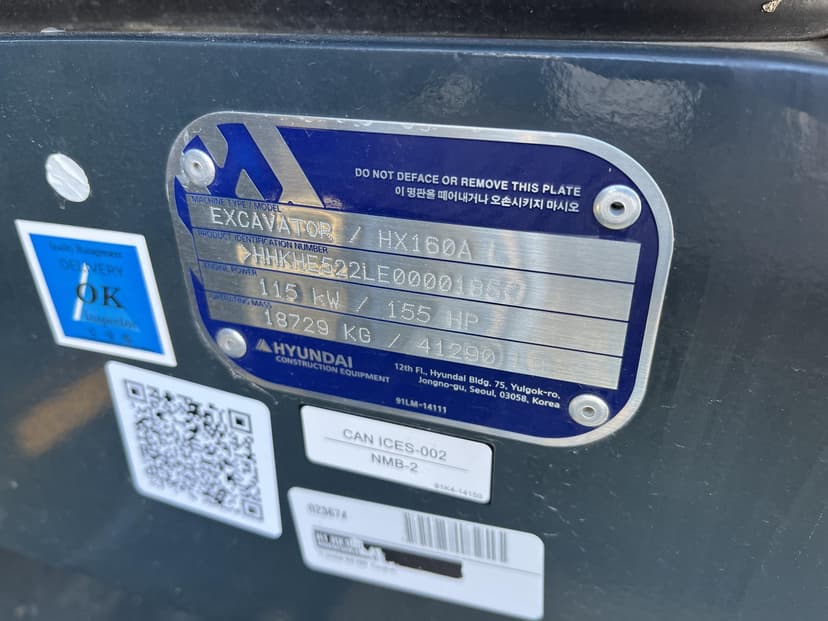 DO NOT DEFACE OR REMOVE THIS PLATE
이 명판을 떼어내거나 오손시키지 마시오
MACHINE TYPE / MODEL
EXCAVATOR / HX160A L
PRODUCT IDENTIFICATION NUMBER
ENGINE POWER
115 kW / 155 HP
OPERATING MASS
18729 KG / 41290
HYUNDAI
CONSTRUCTION EQUIPMENT
12th Fl., Hyundai Bldg. 75, Yulgok-ro,
Jongno-gu, Seoul, 03058, Korea
91LM-14111
Quality Management
DELIVERY
OK
Inspector
CAN ICES-002
NMB-2
023674